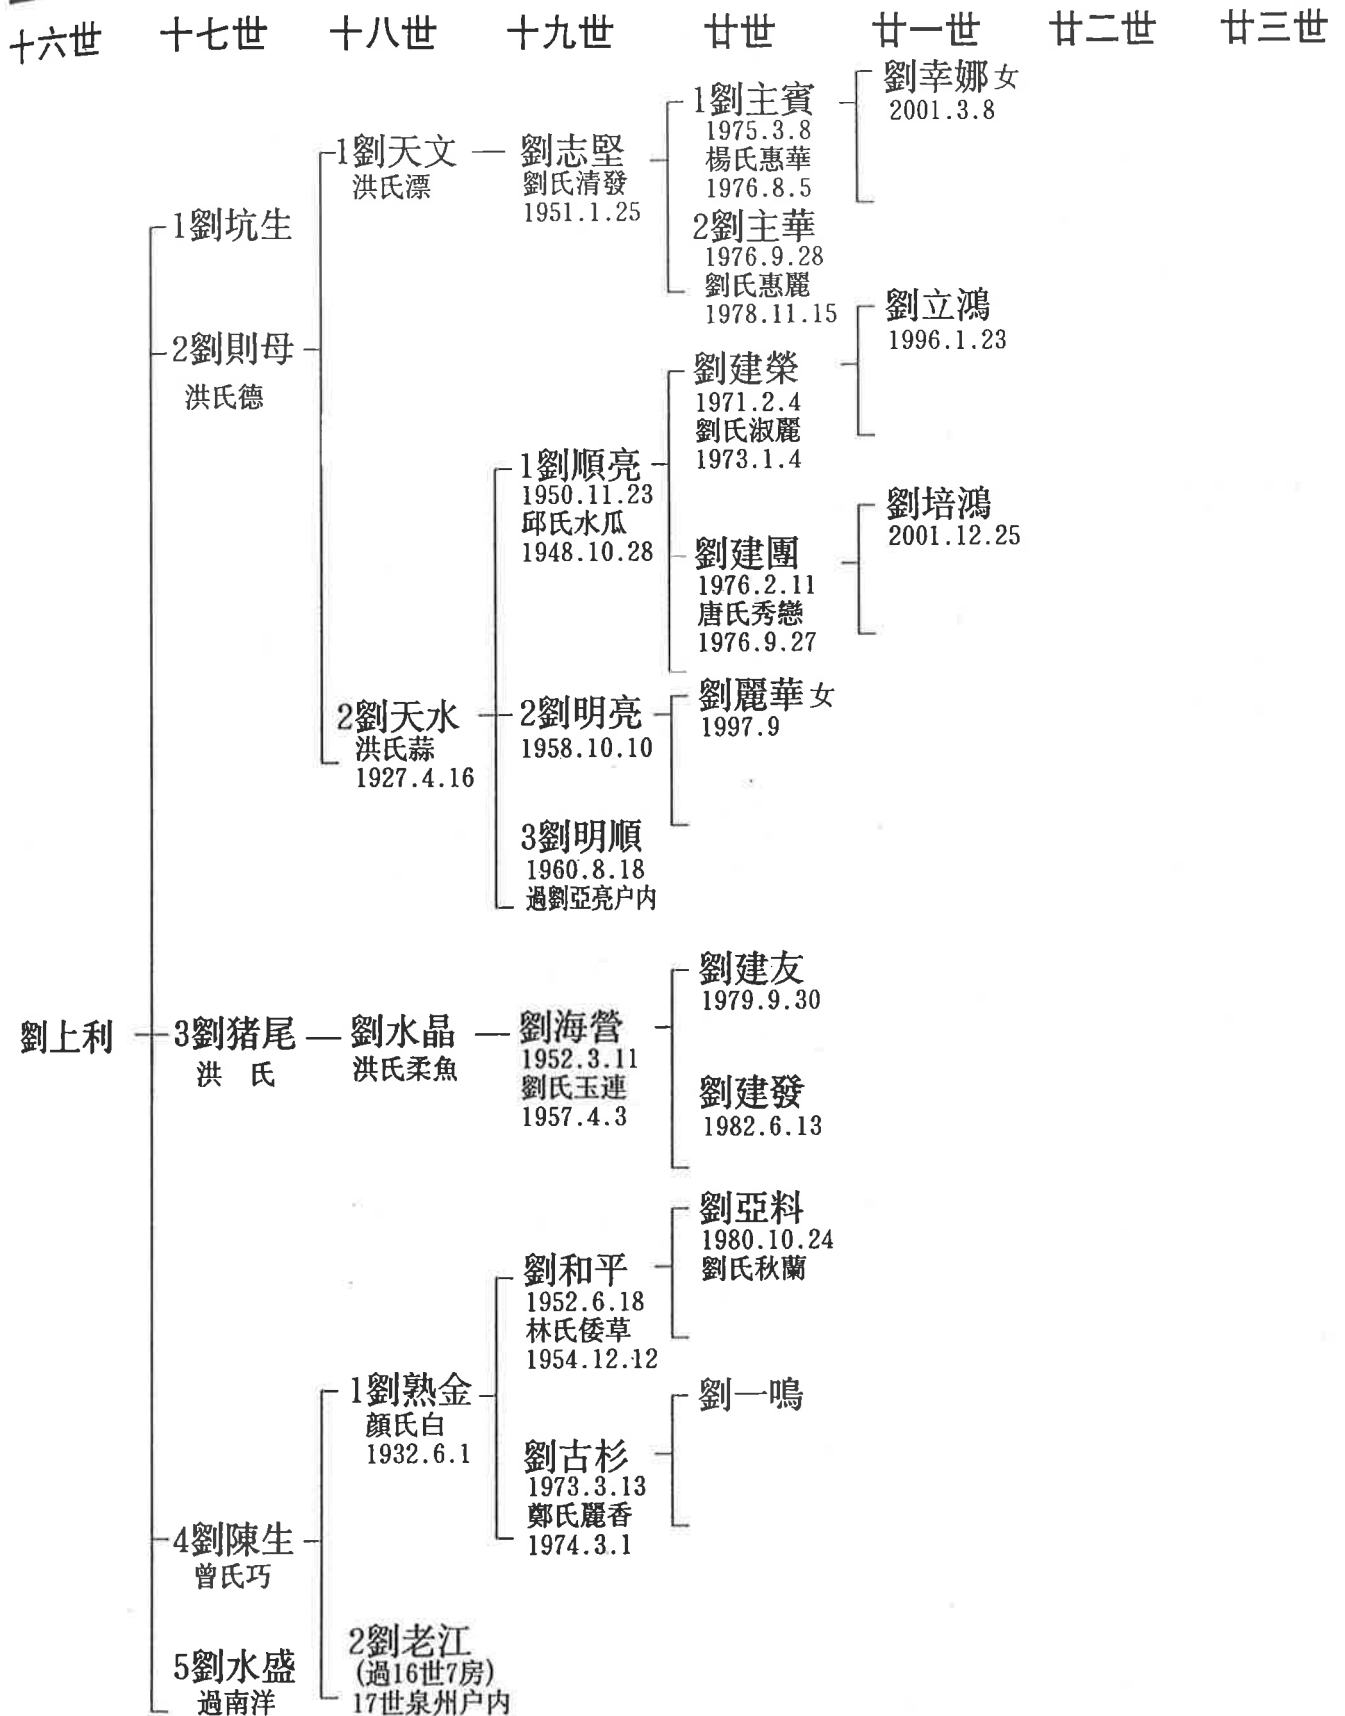 十六世 十七世 十八世 十九世 廿世 廿一世 廿二世 廿三世
劉上利
1劉坑生
2劉則母
洪氏德
1劉天文
洪氏漂
劉志堅
劉氏清發
1951.1.25
1劉主賓
1975.3.8
楊氏惠華
1976.8.5
劉幸娜女
2001.3.8
2劉主華
1976.9.28
劉氏惠麗
1978.11.15
2劉天水
洪氏蒜
1927.4.16
1劉順亮
1950.11.23
邱氏水瓜
1948.10.28
劉建榮
1971.2.4
劉氏淑麗
1973.1.4
劉立鴻
1996.1.23
劉建團
1976.2.11
唐氏秀戀
1976.9.27
劉培鴻
2001.12.25
2劉明亮
1958.10.10
劉麗華女
1997.9
3劉明順
1960.8.18
過劉亞亮户内
3劉猪尾
洪 氏
劉水晶
洪氏柔魚
劉海營
1952.3.11
劉氏玉連
1957.4.3
劉建友
1979.9.30
劉建發
1982.6.13
4劉陳生
曾氏巧
1劉熟金
顏氏白
1932.6.1
劉和平
1952.6.18
林氏倭草
1954.12.12
劉亞料
1980.10.24
劉氏秋蘭
劉古杉
1973.3.13
鄭氏麗香
1974.3.1
劉一鳴
2劉老江
(過16世7房)
17世泉州户内
5劉水盛
過南洋